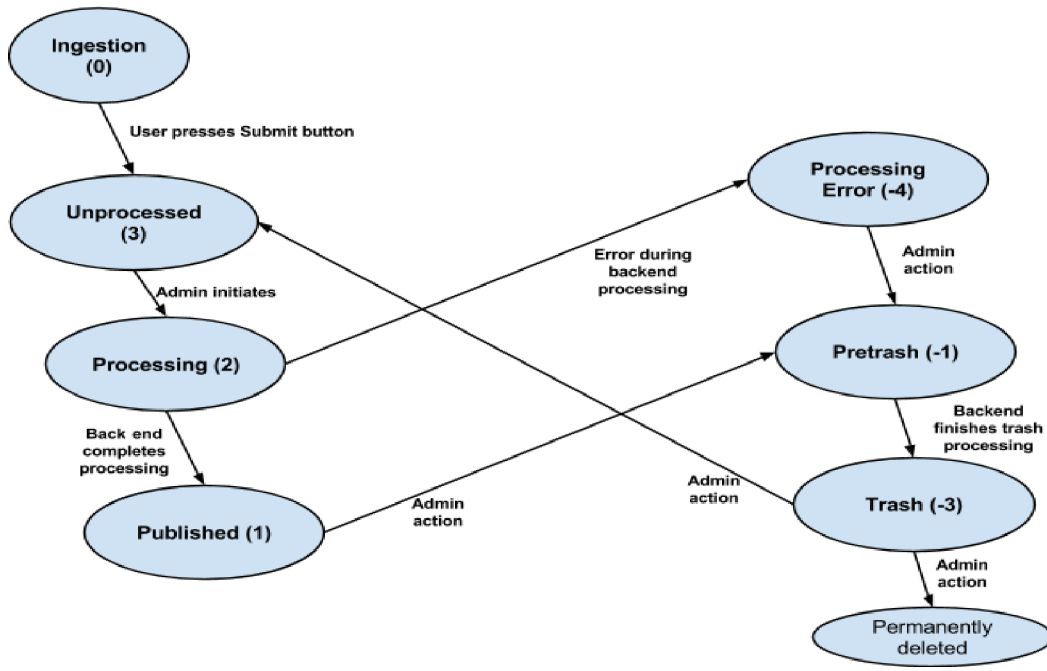 Ingestion
(0)
User presses Submit button
Unprocessed
(3)
Admin initiates
Processing (2)
Back end
completes
processing
Published (1)
Processing
Error (-4)
Error during
backend
processing
Admin
action
Pretrash (-1)
Admin
action
Backend
finishes trash
processing
Admin
action
Trash (-3)
Admin
action
Permanently
deleted